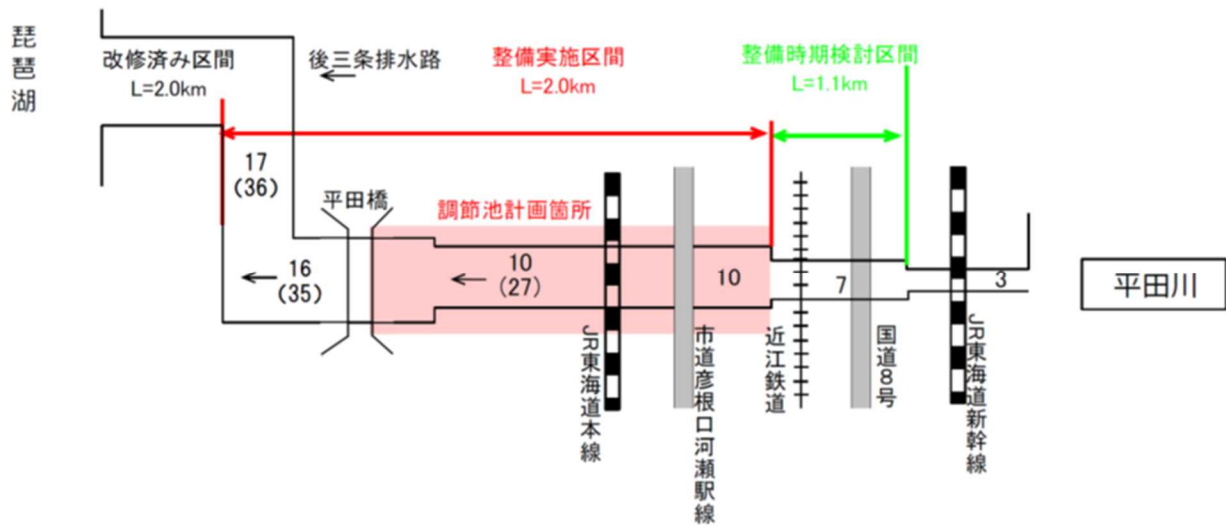 琵琶湖
改修済み区間
L=2.0km
後三条排水路
整備実施区間
L=2.0km
整備時期検討区間
L=1.1km
17
(36)
平田橋
調節池計画箇所
16
(35)
10
(27)
10
7
3
平田川
JR東海道本線
市道彦根口河瀬駅線
近江鉄道
国道8号
JR東海道新幹線